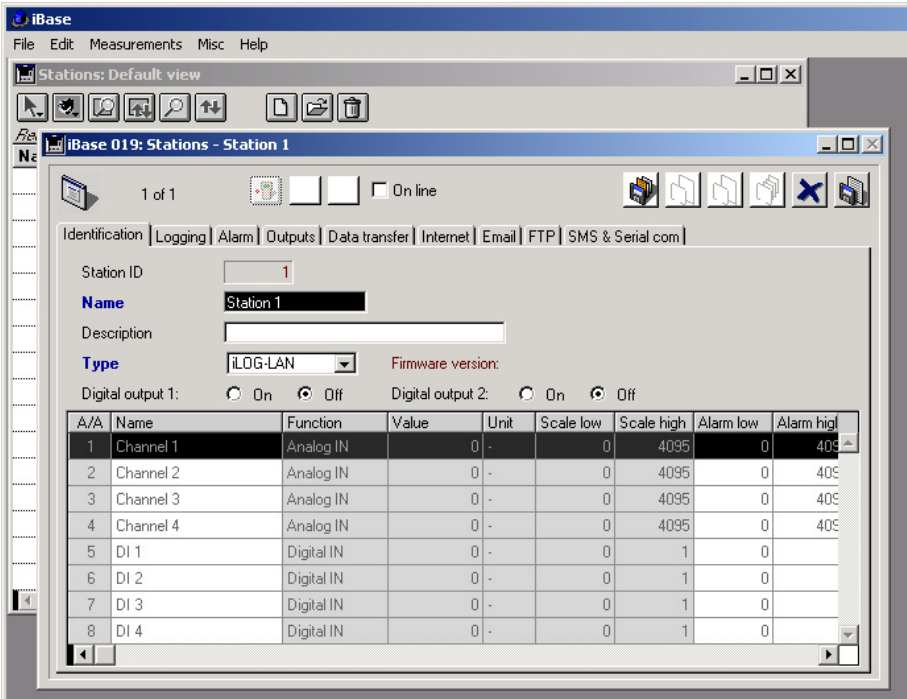 iBase
File Edit Measurements Misc Help
Stations: Default view
iBase 019: Stations - Station 1
1 of 1
On line
Identification Logging Alarm Outputs Data transfer Internet Email FTP SMS & Serial com
Station ID 1
Name Station 1
Description
Type iLOG-LAN Firmware version:
Digital output 1: On Off Digital output 2: On Off
A/A Name Function Value Unit Scale low Scale high Alarm low Alarm higl
1 Channel 1 Analog IN 0 - 0 4095 0 409
2 Channel 2 Analog IN 0 - 0 4095 0 409
3 Channel 3 Analog IN 0 - 0 4095 0 409
4 Channel 4 Analog IN 0 - 0 4095 0 409
5 DI 1 Digital IN 0 - 0 1 0
6 DI 2 Digital IN 0 - 0 1 0
7 DI 3 Digital IN 0 - 0 1 0
8 DI 4 Digital IN 0 - 0 1 0